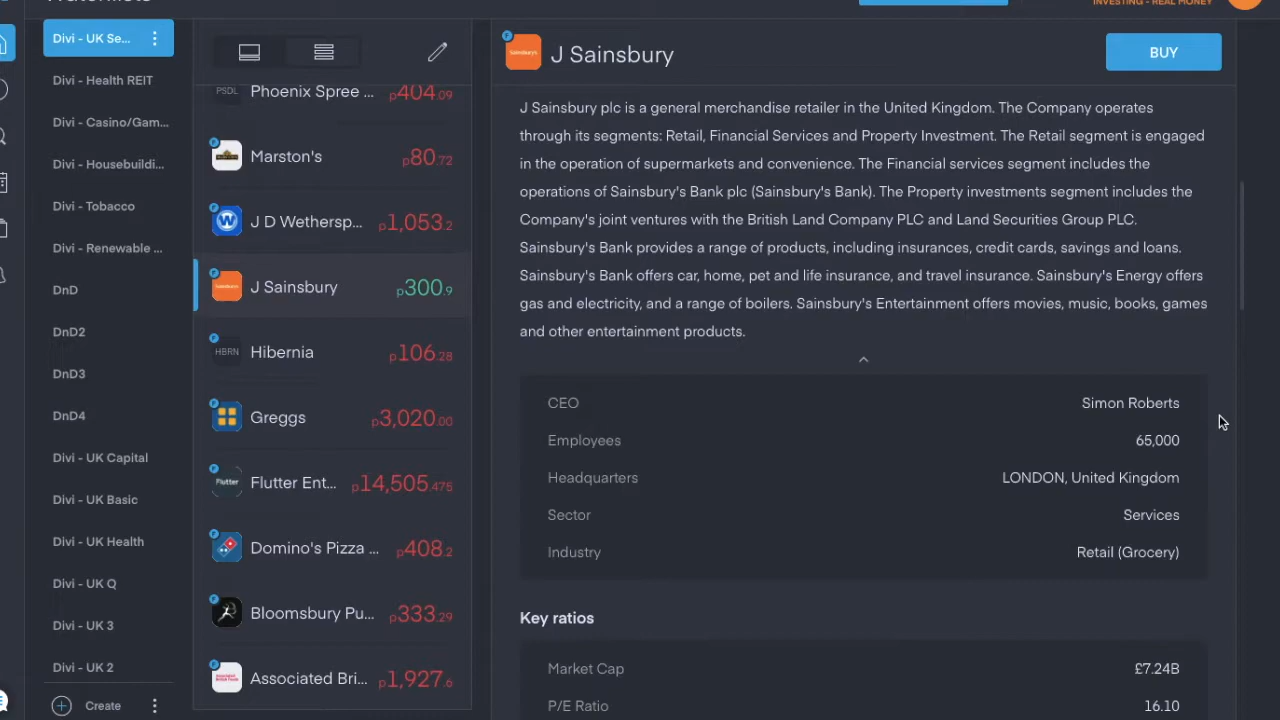 INVESTING - REAL MONEY
Divi - UK Se...
Divi - Health REIT
Divi - Casino/Gam...
Divi - Housebuildi...
Divi - Tobacco
Divi - Renewable ...
DnD
DnD2
DnD3
DnD4
Divi - UK Capital
Divi - UK Basic
Divi - UK Health
Divi - UK Q
Divi - UK 3
Divi - UK 2
Create
PSDL
Phoenix Spree ...
p404.09
Marston's
p80.72
J D Wethersp...
p1,053.2
Sainsbury's
J Sainsbury
p300.9
HBRN
Hibernia
p106.28
Greggs
p3,020.00
Flutter
Flutter Ent...
p14,505.475
Domino's Pizza ...
p408.2
Bloomsbury Pu...
p333.29
Associated Bri...
p1,927.6
Sainsbury's
J Sainsbury
BUY
J Sainsbury plc is a general merchandise retailer in the United Kingdom. The Company operates
through its segments: Retail, Financial Services and Property Investment. The Retail segment is engaged
in the operation of supermarkets and convenience. The Financial services segment includes the
operations of Sainsbury's Bank plc (Sainsbury's Bank). The Property investments segment includes the
Company's joint ventures with the British Land Company PLC and Land Securities Group PLC.
Sainsbury's Bank provides a range of products, including insurances, credit cards, savings and loans.
Sainsbury's Bank offers car, home, pet and life insurance, and travel insurance. Sainsbury's Energy offers
gas and electricity, and a range of boilers. Sainsbury's Entertainment offers movies, music, books, games
and other entertainment products.
CEO
Simon Roberts
Employees
65,000
Headquarters
LONDON, United Kingdom
Sector
Services
Industry
Retail (Grocery)
Key ratios
Market Cap
£7.24B
P/E Ratio
16.10